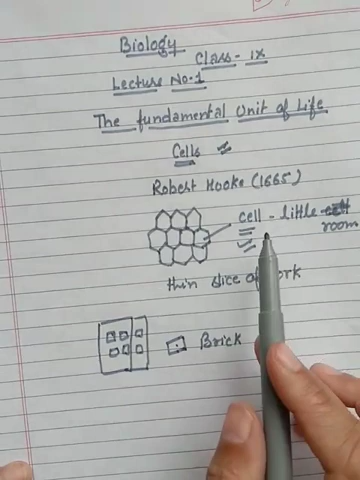 Biology
Class - IX
Lecture No-1
The fundamental Unit of Life
Cells
Robert Hooke (1665)
cell - little
room
thin slice of
Brick